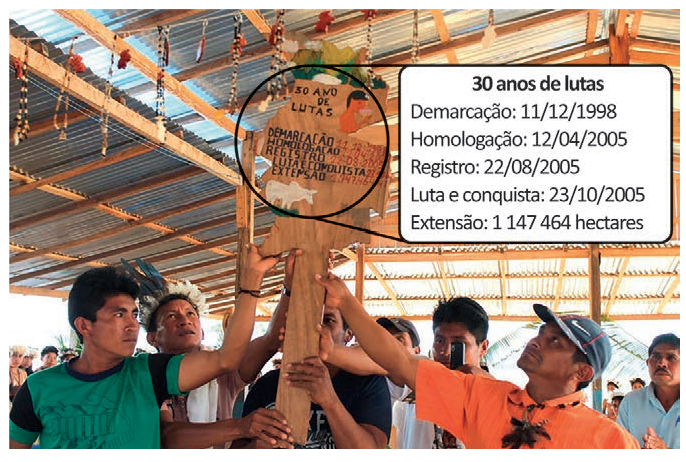 30 ANO
DE
LUTAS
DEMARCAÇÃO
HOMOLOGAÇÃO
REGISTRO
LUTA E CONQUISTA
EXTENSÃO
30 anos de lutas
Demarcação: 11/12/1998
Homologação: 12/04/2005
Registro: 22/08/2005
Luta e conquista: 23/10/2005
Extensão: 1 147 464 hectares